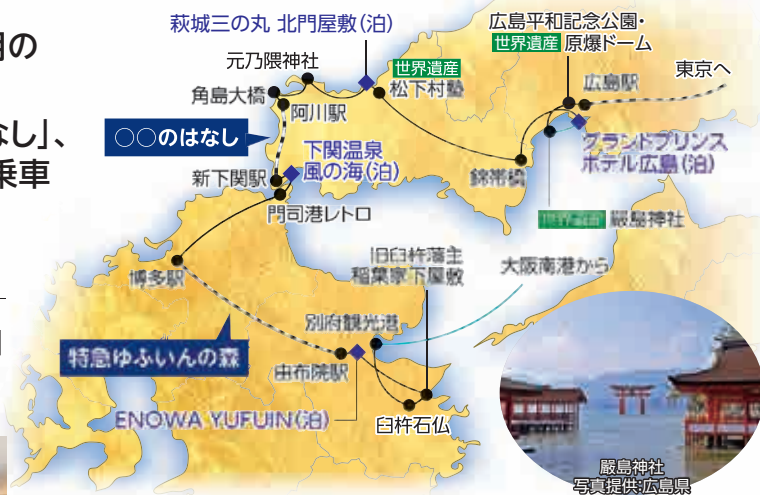 月の
なし」、
乗車
萩城三の丸 北門屋敷(泊)
元乃隅神社
角島大橋
阿川駅
世界遺産
松下村塾
広島平和記念公園・
世界遺産 原爆ドーム
広島駅
東京へ
グランドプリンス
ホテル広島(泊)
錦帯橋
世界遺産 嚴島神社
○○のはなし
下関温泉
風の海(泊)
新下関駅
門司港レトロ
博多駅
旧臼杵藩主
稲葉家下屋敷
大阪南港から
別府観光港
特急ゆふいんの森
由布院駅
ENOWA YUFUIN(泊)
臼杵石仏
嚴島神社
写真提供:広島県